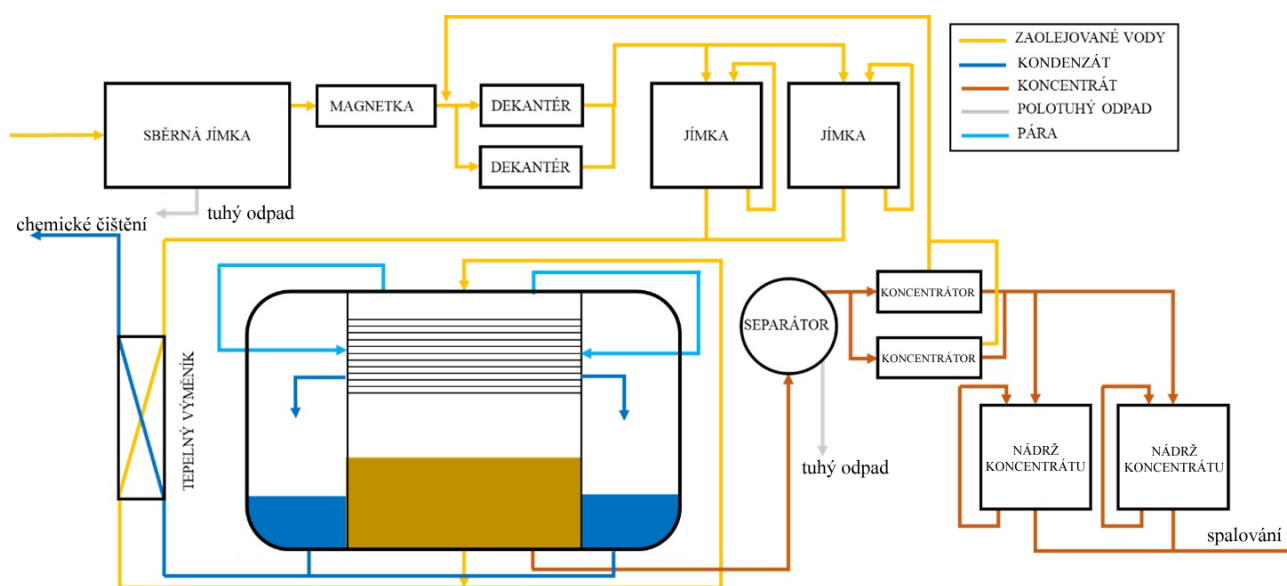 ZAOLEJOVANÉ VODY
KONDENZÁT
KONCENTRÁT
POLOTUHÝ ODPAD
PÁRA
SBĚRNÁ JÍMKA
MAGNETKA
DEKANTÉR
DEKANTÉR
JÍMKA
JÍMKA
tuhý odpad
chemické čištění
TEPELNÝ VÝMĚNÍK
SEPARÁTOR
KONCENTRÁTOR
KONCENTRÁTOR
tuhý odpad
NÁDRŽ
KONCENTRÁTU
NÁDRŽ
KONCENTRÁTU
spalování